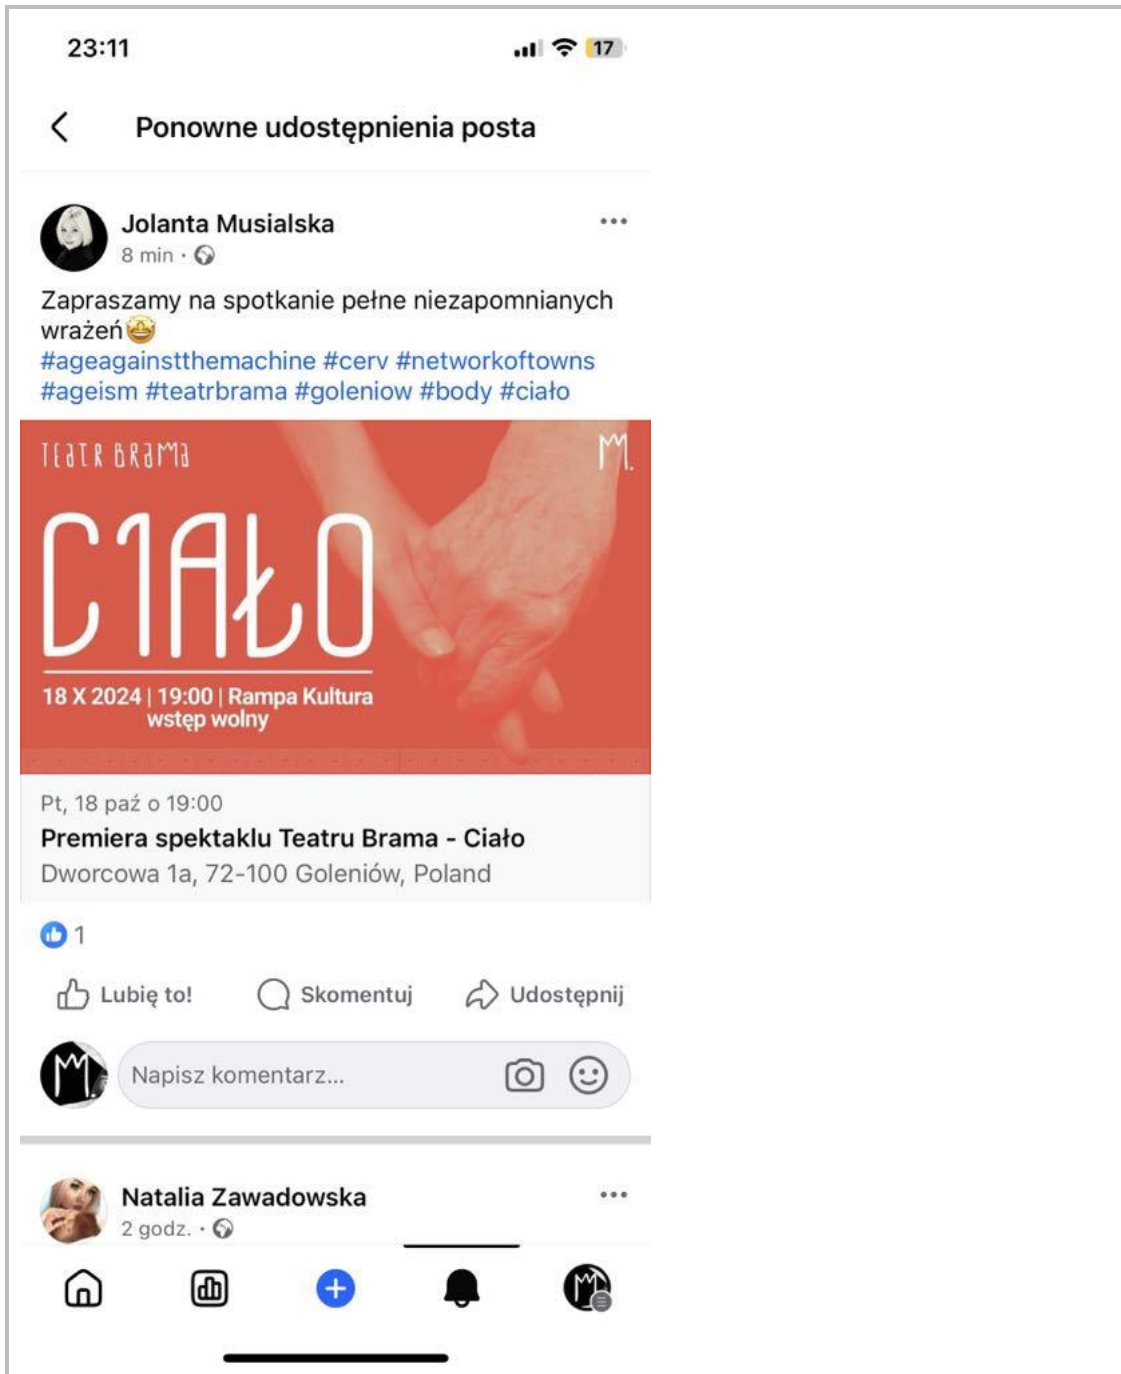 23:11
17
Ponowne udostępnienia posta
Jolanta Musialska
8 min ·
Zapraszamy na spotkanie pełne niezapomnianych
wrażeń🤩
#ageagainstthemachine #cerv #networkoftowns
#ageism #teatrbrama #goleniow #body #ciało
TEATR BRAMA
M.
C1AŁO
18 X 2024 | 19:00 | Rampa Kultura
wstęp wolny
Pt, 18 paź o 19:00
Premiera spektaklu Teatru Brama - Ciało
Dworcowa 1a, 72-100 Goleniów, Poland
1
Lubię to!
Skomentuj
Udostępnij
M.
Napisz komentarz...
Natalia Zawadowska
2 godz. ·
M